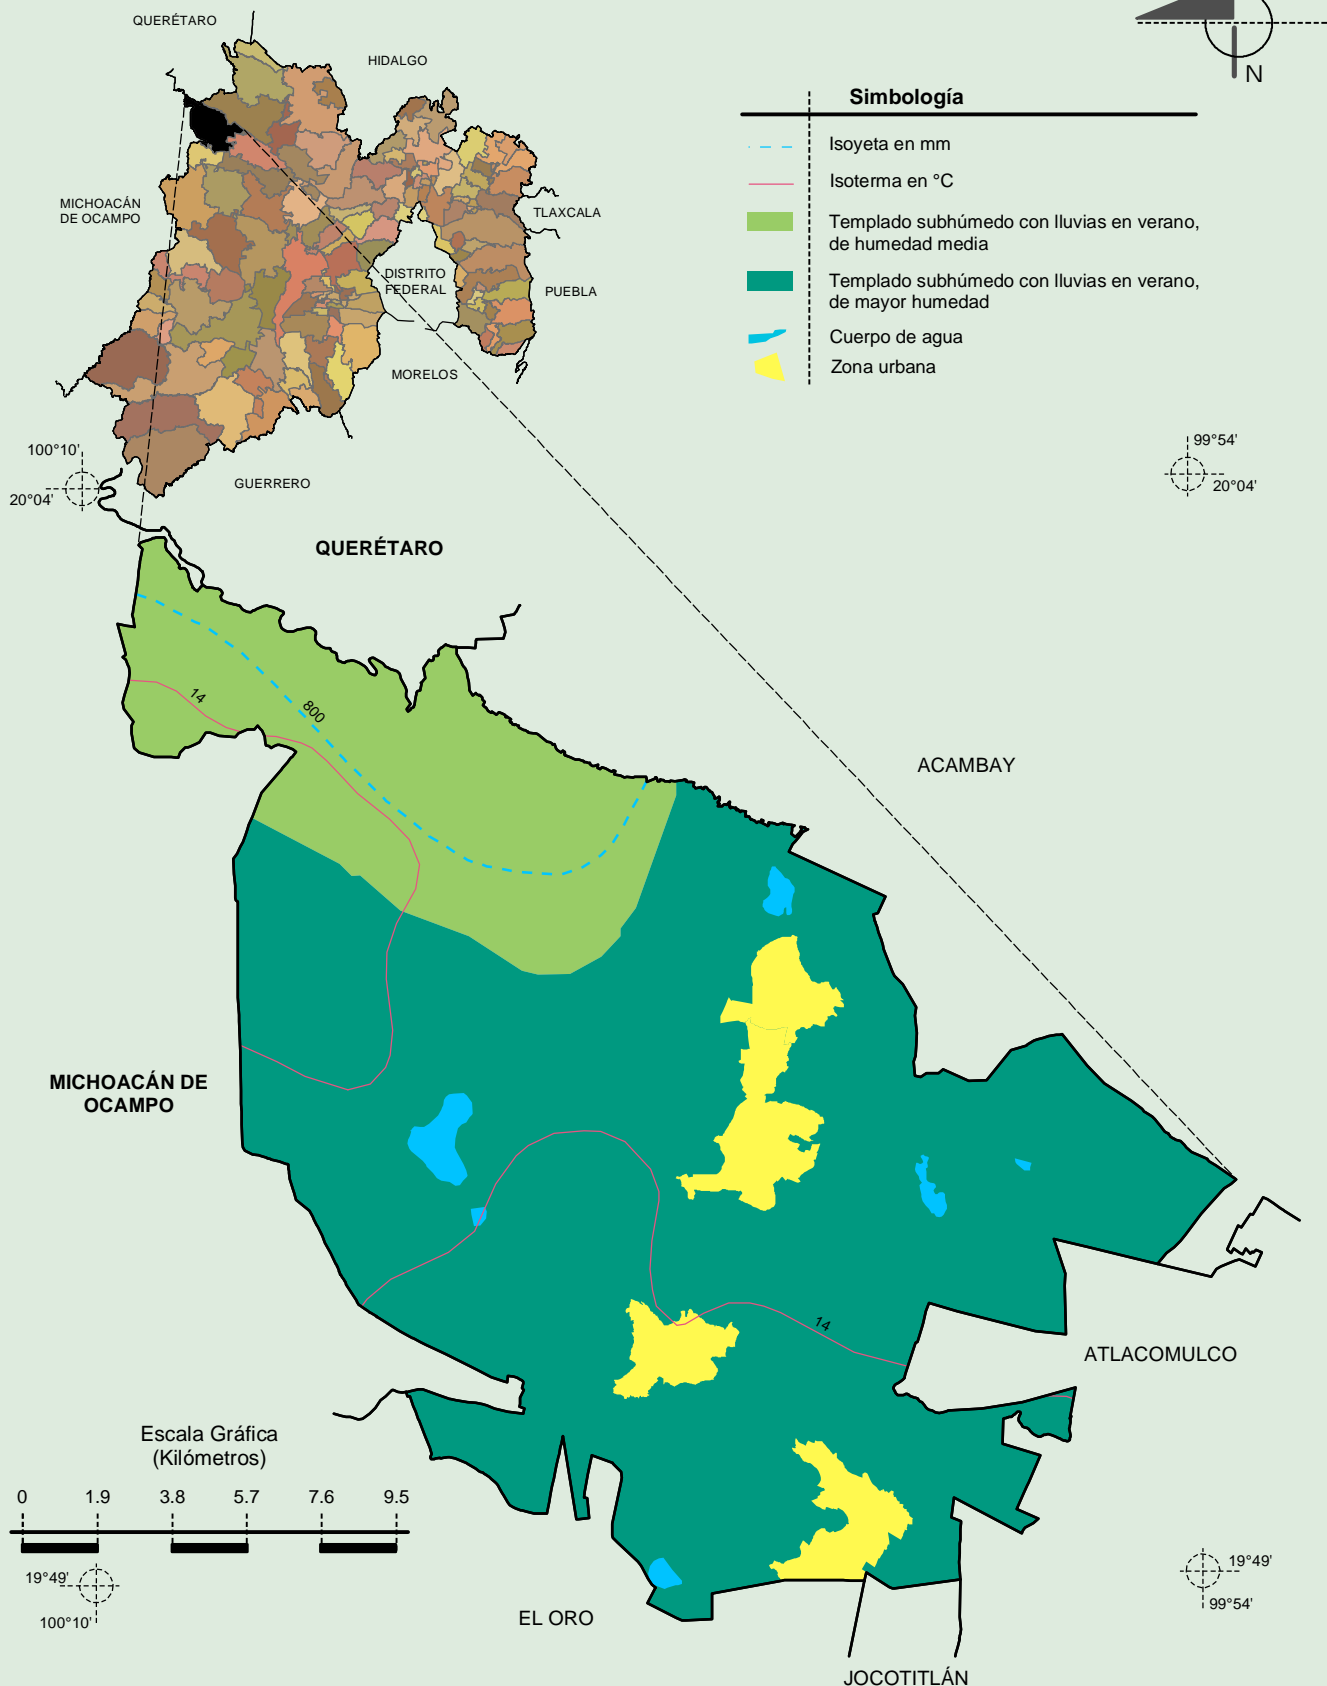 QUERÉTARO
HIDALGO
MICHOACÁN
DE OCAMPO
TLAXCALA
DISTRITO
FEDERAL
PUEBLA
MORELOS
GUERRERO
N
Simbología
Isoyeta en mm
Isoterma en °C
Templado subhúmedo con lluvias en verano,
de humedad media
Templado subhúmedo con lluvias en verano,
de mayor humedad
Cuerpo de agua
Zona urbana
100°10'
20°04'
99°54'
20°04'
QUERÉTARO
14
800
ACAMBAY
MICHOACÁN DE
OCAMPO
14
ATLACOMULCO
Escala Gráfica
(Kilómetros)
0 1.9 3.8 5.7 7.6 9.5
19°49'
100°10'
19°49'
99°54'
EL ORO
JOCOTITLÁN